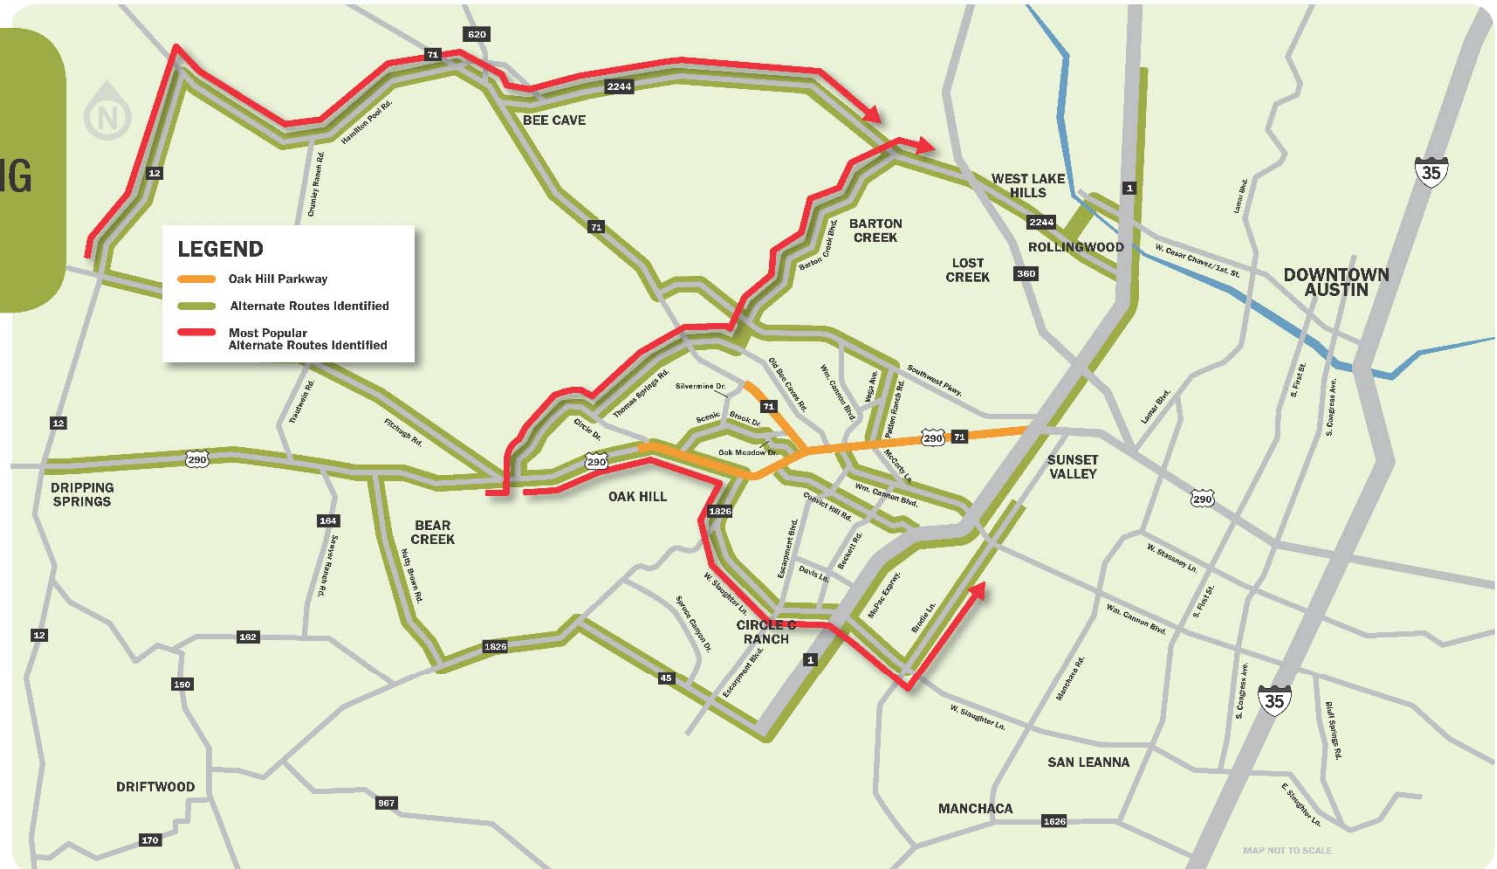 620
71
2244
BEE CAVE
Hamilton Pool Rd.
N
NG
12
Crumley Ranch Rd.
35
WEST LAKE
HILLS
1
Lamar Blvd.
2244
ROLLINGWOOD
71
BARTON
CREEK
Barton Creek Blvd.
W. Cesar Chavez/1st. St.
LOST
CREEK
360
DOWNTOWN
AUSTIN
LEGEND
Oak Hill Parkway
Alternate Routes Identified
Most Popular
Alternate Routes Identified
Trautwein Rd.
Thomas Springs Rd.
Silvermine Dr.
71
Old Bee Caves Rd.
Wm. Cannon Blvd.
Vega Ave.
Patton Ranch Rd.
Southwest Pkwy.
S. First St.
S. Congress Ave.
Lamar Blvd.
12
Fitzhugh Rd.
Circle Dr.
Scenic Brook Dr.
Oak Meadow Dr.
290
71
290
290
McCarty Ln.
SUNSET
VALLEY
DRIPPING
SPRINGS
OAK HILL
Wm. Cannon Blvd.
Convict Hill Rd.
290
1826
164
BEAR
CREEK
Sawyer Ranch Rd.
Nutty Brown Rd.
Escarpment Blvd.
Beckett Rd.
Davis Ln.
W. Stassney Ln.
W. Slaughter Ln.
MoPac Exprwy.
Brodie Ln.
S. First St.
Wm. Cannon Blvd.
12
162
1826
Spruce Canyon Dr.
CIRCLE C
RANCH
Escarpment Blvd.
1
Manchaca Rd.
S. Congress Ave.
150
45
35
W. Slaughter Ln.
Bluff Springs Rd.
SAN LEANNA
DRIFTWOOD
967
MANCHACA
1626
E. Slaughter Ln.
170
MAP NOT TO SCALE